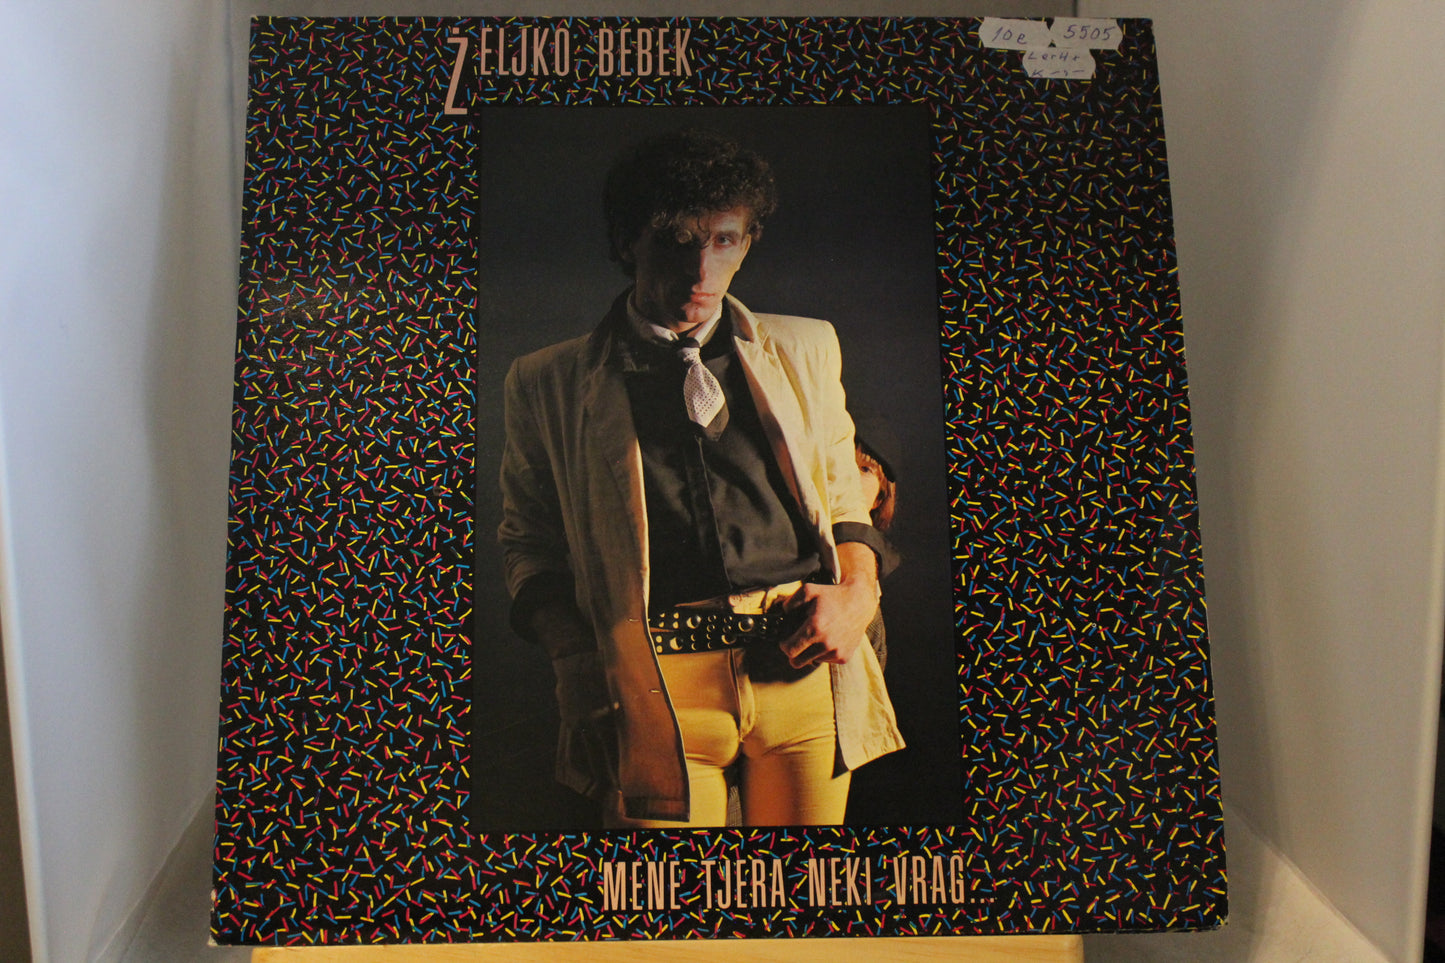 ŽELJKO BEBEK
10e 5505
MENE TJERA NEKI VRAG...